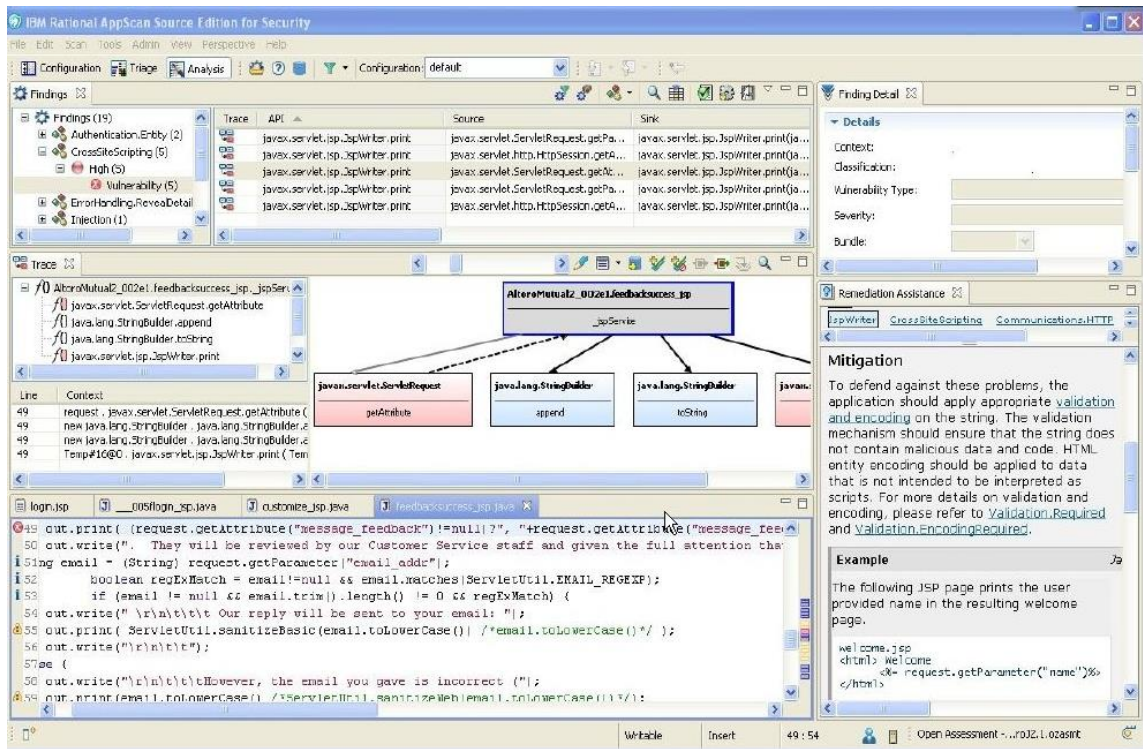 IBM Rational AppScan Source Edition for Security
File Edit Scan Tools Admin View Perspective Help
Configuration Triage Analysis Configuration: default
Findings
Findings (19)
Authentication.Entity (2)
CrossSiteScripting (5)
High (5)
Vulnerability (5)
ErrorHandling.RevealDetail
Injection (1)
Trace API Source Sink
javax.servlet.jsp.JspWriter.print javax.servlet.ServletRequest.getPa... javax.servlet.jsp.JspWriter.print(ja...
javax.servlet.jsp.JspWriter.print javax.servlet.http.HttpSession.getA... javax.servlet.jsp.JspWriter.print(ja...
javax.servlet.jsp.JspWriter.print javax.servlet.ServletRequest.getAt... javax.servlet.jsp.JspWriter.print(ja...
javax.servlet.jsp.JspWriter.print javax.servlet.ServletRequest.getPa... javax.servlet.jsp.JspWriter.print(ja...
javax.servlet.jsp.JspWriter.print javax.servlet.http.HttpSession.getA... javax.servlet.jsp.JspWriter.print(ja...
Finding Detail
Details
Context:
Classification:
Vulnerability Type:
Severity:
Bundle:
Trace
AltoroMutual2_002e1.feedbacksuccess_jsp._jspServ
javax.servlet.ServletRequest.getAttribute
java.lang.StringBuilder.append
java.lang.StringBuilder.toString
javax.servlet.jsp.JspWriter.print
Line Context
49 request . javax.servlet.ServletRequest.getAttribute (
49 new java.lang.StringBuilder . java.lang.StringBuilder.a
49 new java.lang.StringBuilder . java.lang.StringBuilder.t
49 Temp#16@0 . javax.servlet.jsp.JspWriter.print ( Tem
AltoroMutual2_002e1.feedbacksuccess_jsp
_jspService
javax.servlet.ServletRequest
getAttribute
java.lang.StringBuilder
append
java.lang.StringBuilder
toString
javax.s
Remediation Assistance
JspWriter CrossSiteScripting Communications.HTTP
Mitigation
To defend against these problems, the
application should apply appropriate validation
and encoding on the string. The validation
mechanism should ensure that the string does
not contain malicious data and code. HTML
entity encoding should be applied to data
that is not intended to be interpreted as
scripts. For more details on validation and
encoding, please refer to Validation.Required
and Validation.EncodingRequired.
Example Ja
The following JSP page prints the user
provided name in the resulting welcome
page.
welcome.jsp
<html> Welcome
<%= request.getParameter("name")%>
</html>
login.jsp ___005flogin_jsp.java customize_jsp.java feedbacksuccess_jsp.java
49 out.print( (request.getAttribute("message_feedback")!=null)?", "+request.getAttribute("message_feed
50 out.write(". They will be reviewed by our Customer Service staff and given the full attention tha
51ng email = (String) request.getParameter("email_addr");
52 boolean regExMatch = email!=null && email.matches(ServletUtil.EMAIL_REGEXP);
53 if (email != null && email.trim().length() != 0 && regExMatch) {
54 out.write(" \r\n\t\t\t Our reply will be sent to your email: ");
55 out.print( ServletUtil.sanitizeBasic(email.toLowerCase()) /*email.toLowerCase()*/ );
56 out.write("\r\n\t\t");
57se {
58 out.write("\r\n\t\t\tHowever, the email you gave is incorrect (");
59 out.print(email.toLowerCase() /*ServletUtil.sanitizeWeb(email.toLowerCase())*/);
Writable Insert 49 : 54 Open Assessment -...roJ2.1.ozasmt